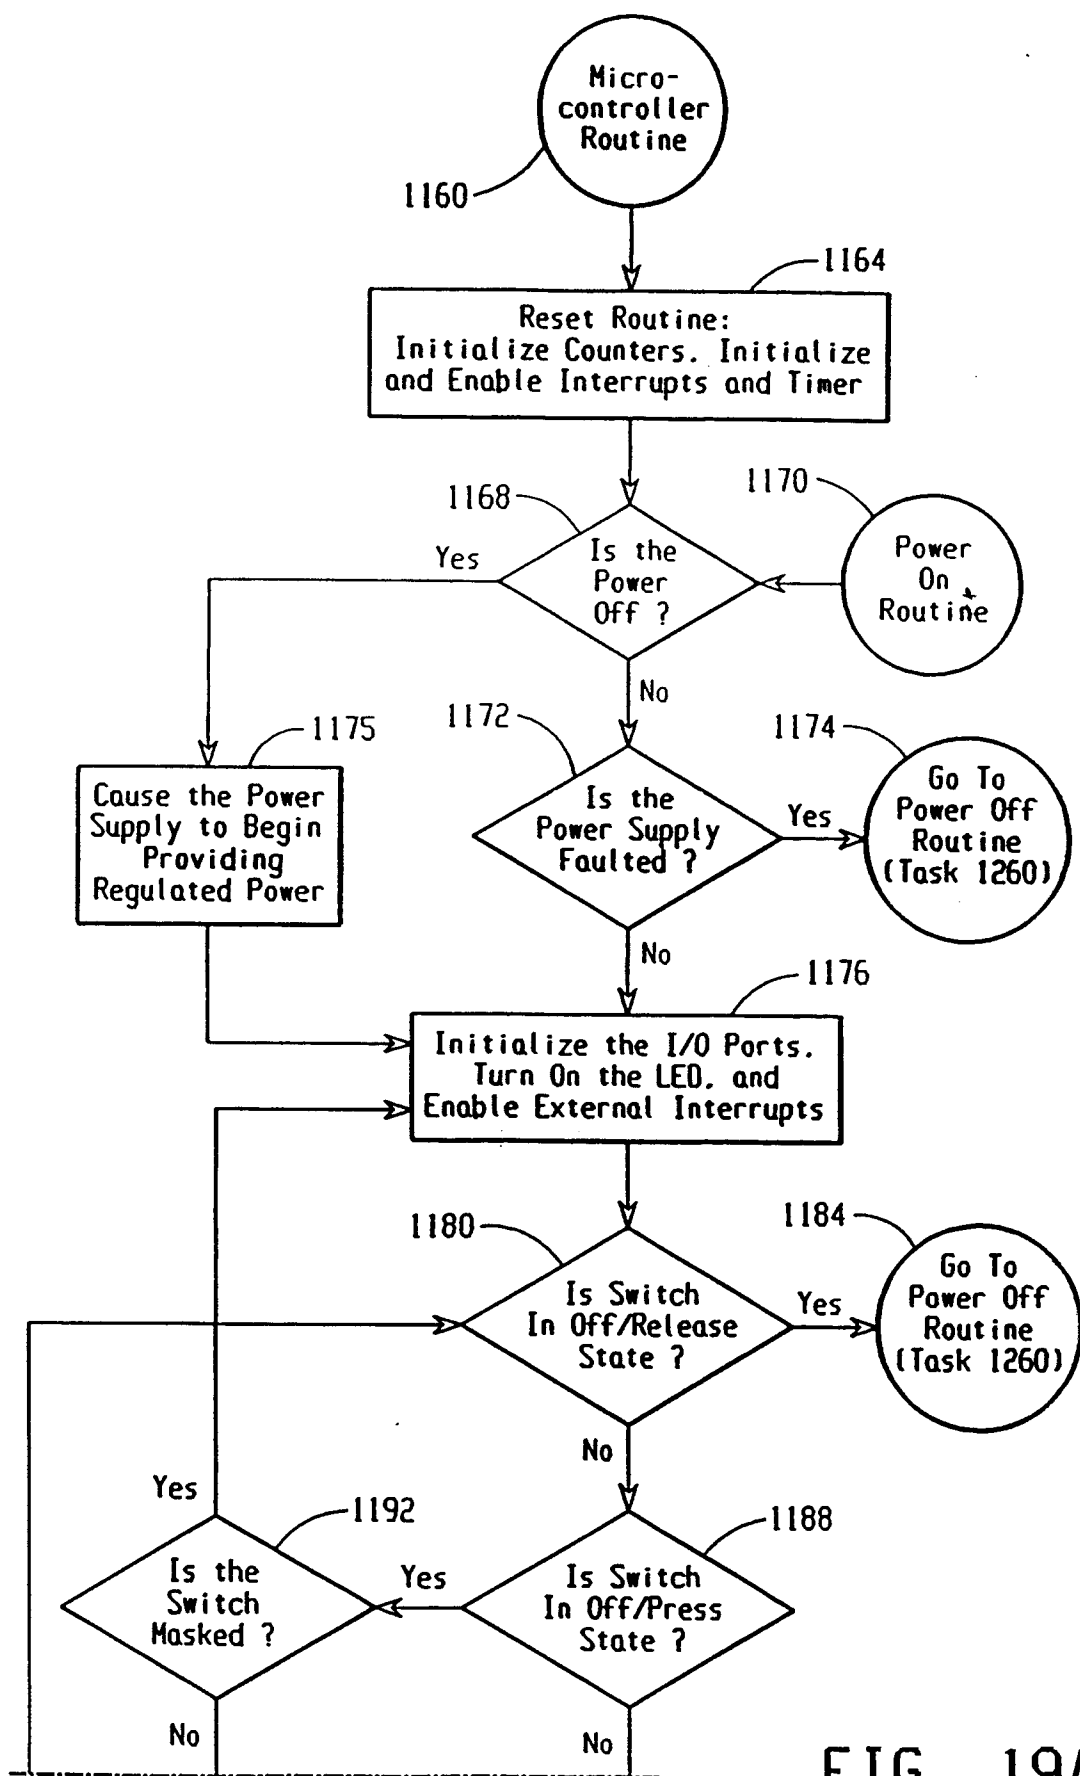 Micro-
controller
Routine
1160
1164
Reset Routine:
Initialize Counters. Initialize
and Enable Interrupts and Timer
1168
1170
Yes
Is the
Power
Off ?
Power
On
Routine
No
1172
1174
1175
Cause the Power
Supply to Begin
Providing
Regulated Power
Is the
Power Supply
Faulted ?
Yes
Go To
Power Off
Routine
(Task 1260)
No
1176
Initialize the I/O Ports.
Turn On the LED. and
Enable External Interrupts
1180
1184
Is Switch
In Off/Release
State ?
Yes
Go To
Power Off
Routine
(Task 1260)
No
Yes
1192
1188
Is the
Switch
Masked ?
Yes
Is Switch
In Off/Press
State ?
No
No
FIG. 19A